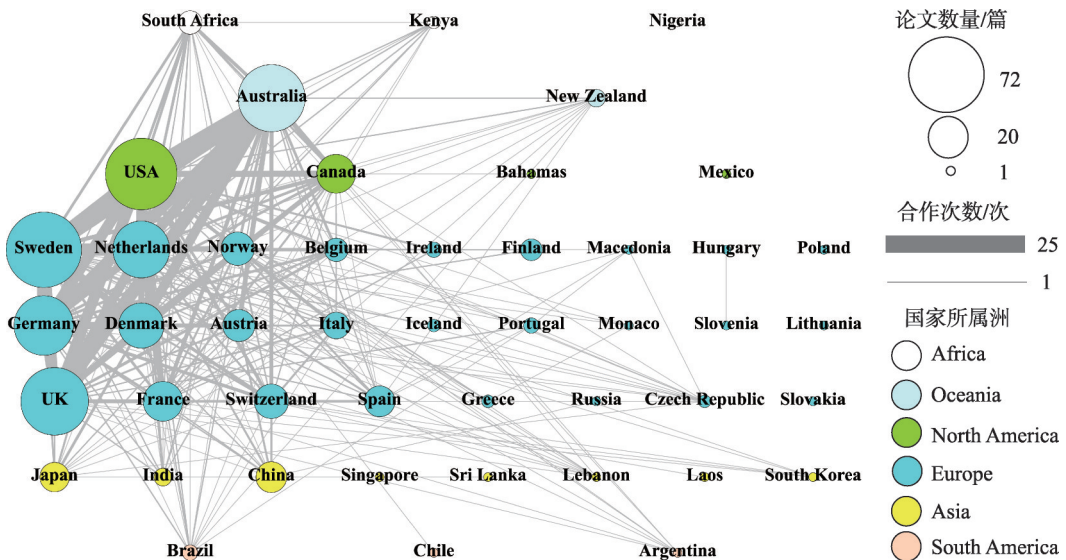 South Africa Kenya Nigeria
Australia New Zealand
USA Canada Bahamas Mexico
Sweden Netherlands Norway Belgium Ireland Finland Macedonia Hungary Poland
Germany Denmark Austria Italy Iceland Portugal Monaco Slovenia Lithuania
UK France Switzerland Spain Greece Russia Czech Republic Slovakia
Japan India China Singapore Sri Lanka Lebanon Laos South Korea
Brazil Chile Argentina
论文数量/篇
72
20
1
合作次数/次
25
1
国家所属洲
Africa
Oceania
North America
Europe
Asia
South America